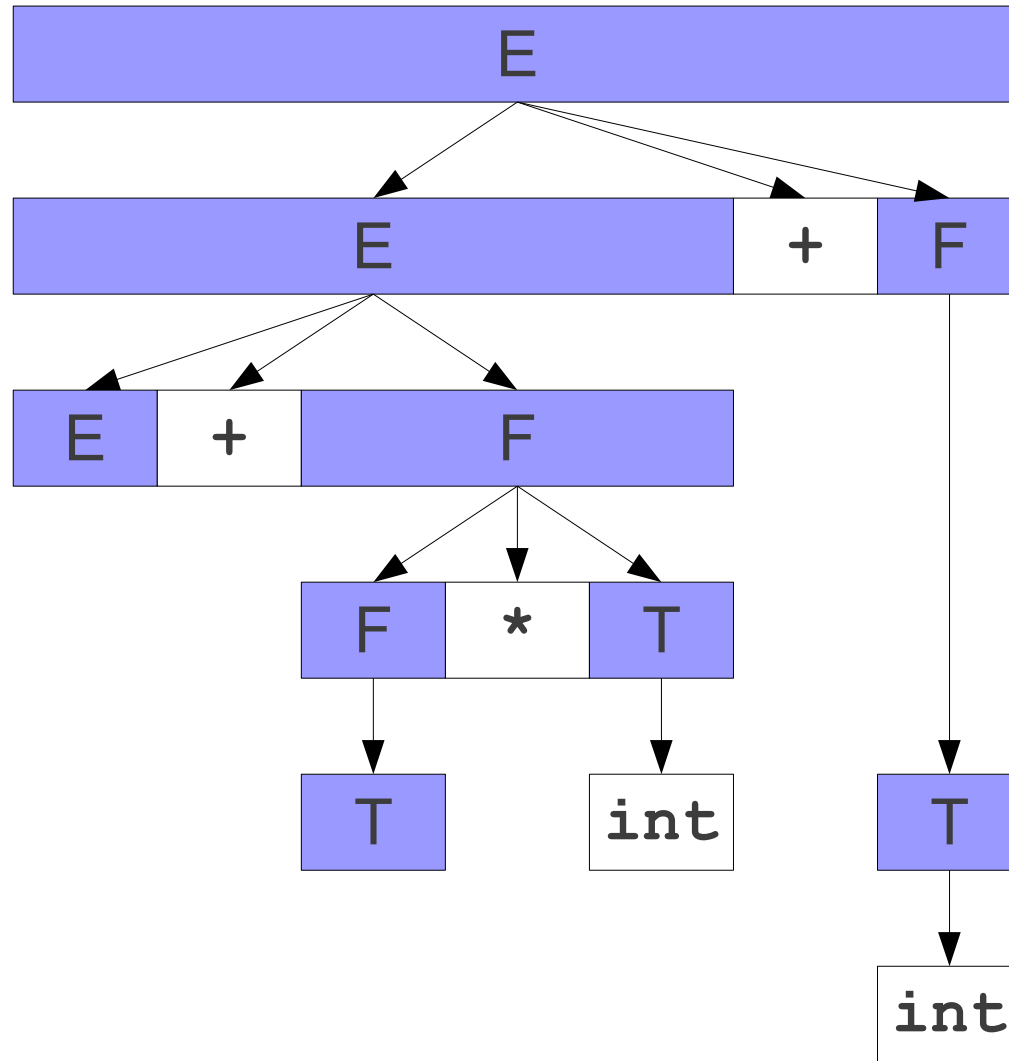 E
E + F
E + F
F * T
T int T
int